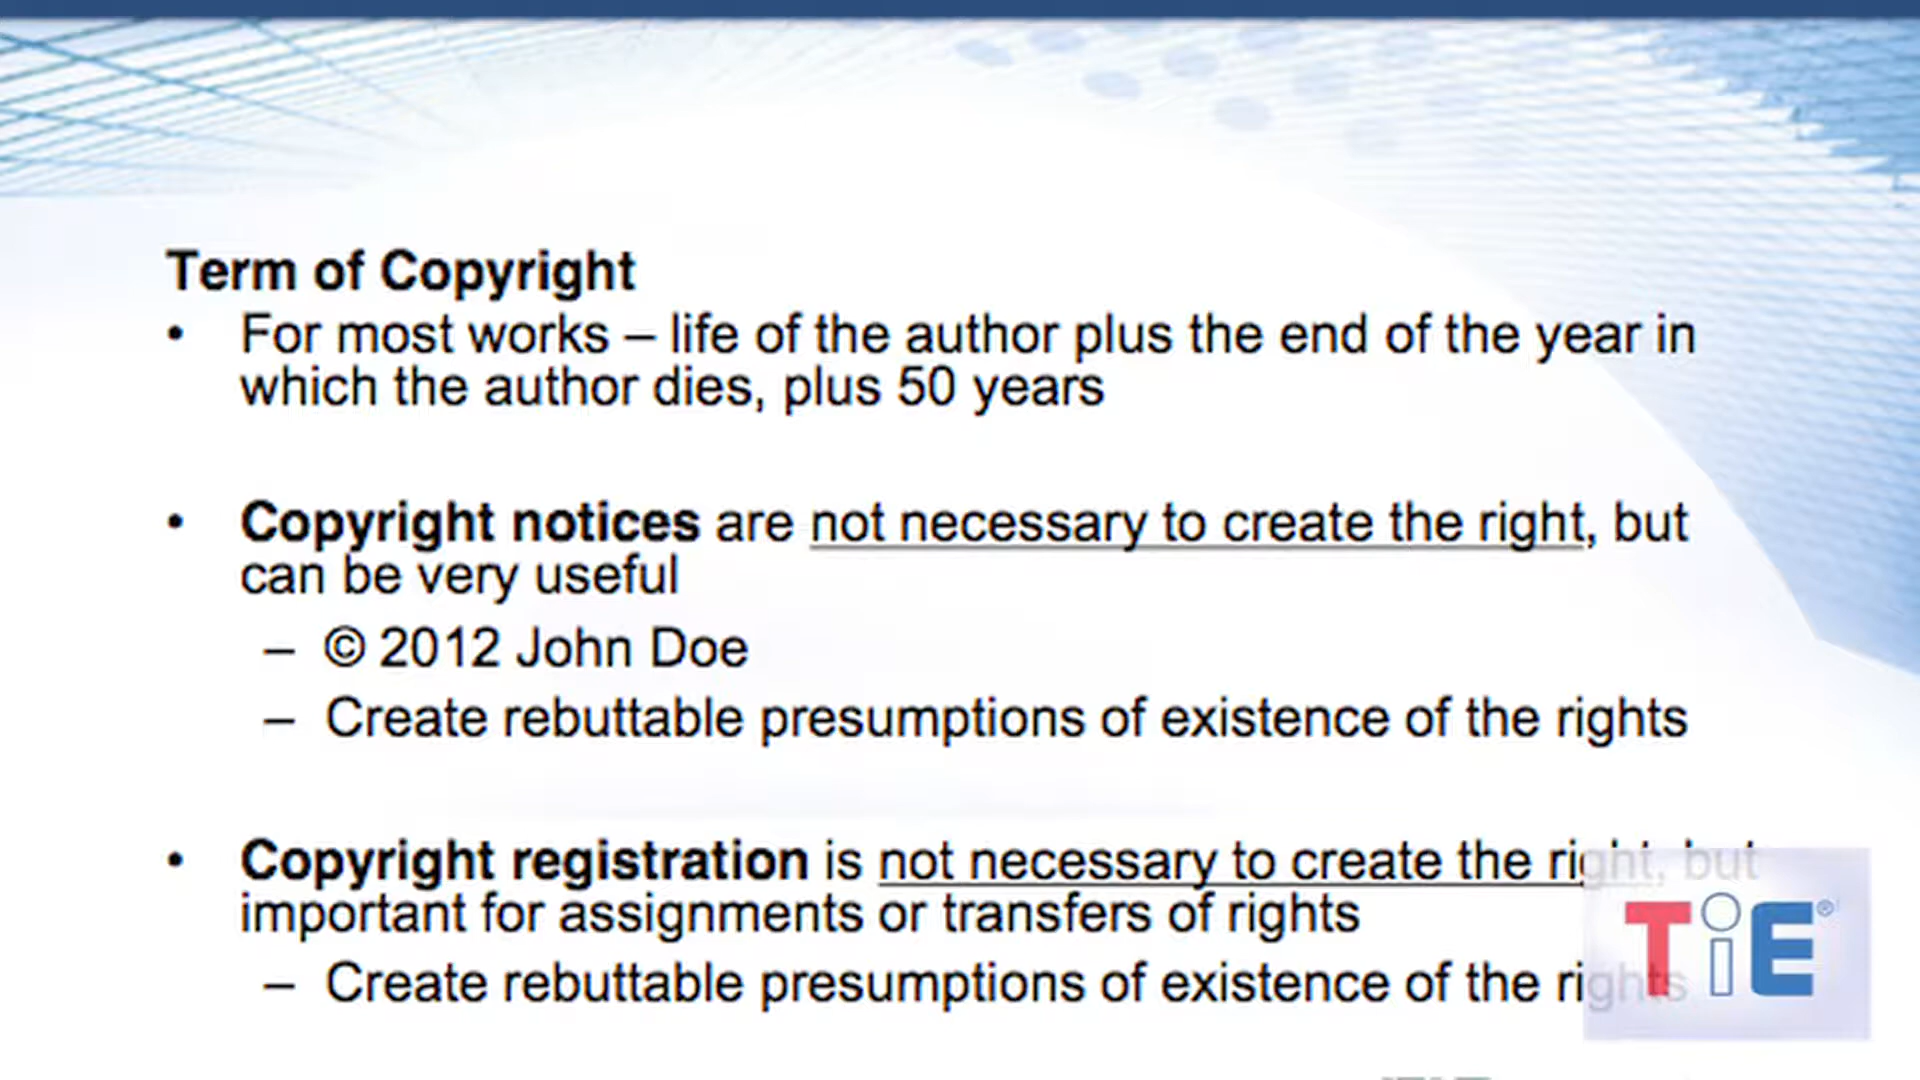 Term of Copyright
• For most works – life of the author plus the end of the year in
which the author dies, plus 50 years
• Copyright notices are not necessary to create the right, but
can be very useful
– © 2012 John Doe
– Create rebuttable presumptions of existence of the rights
• Copyright registration is not necessary to create the right, but
important for assignments or transfers of rights
– Create rebuttable presumptions of existence of the rights
TiE®